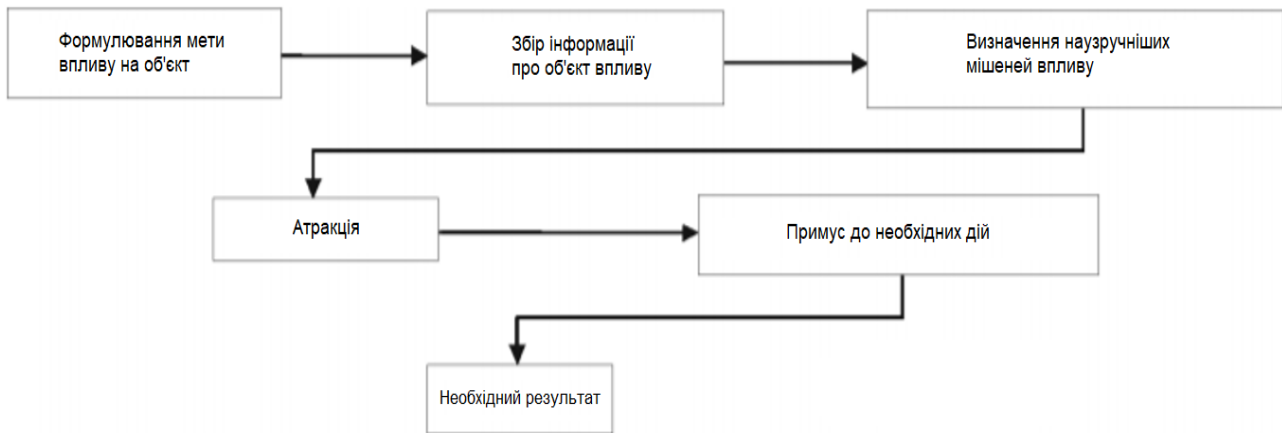 Формулювання мети
впливу на об'єкт
Збір інформації
про об'єкт впливу
Визначення наузручніших
мішеней впливу
Атракція
Примус до необхідних дій
Необхідний результат